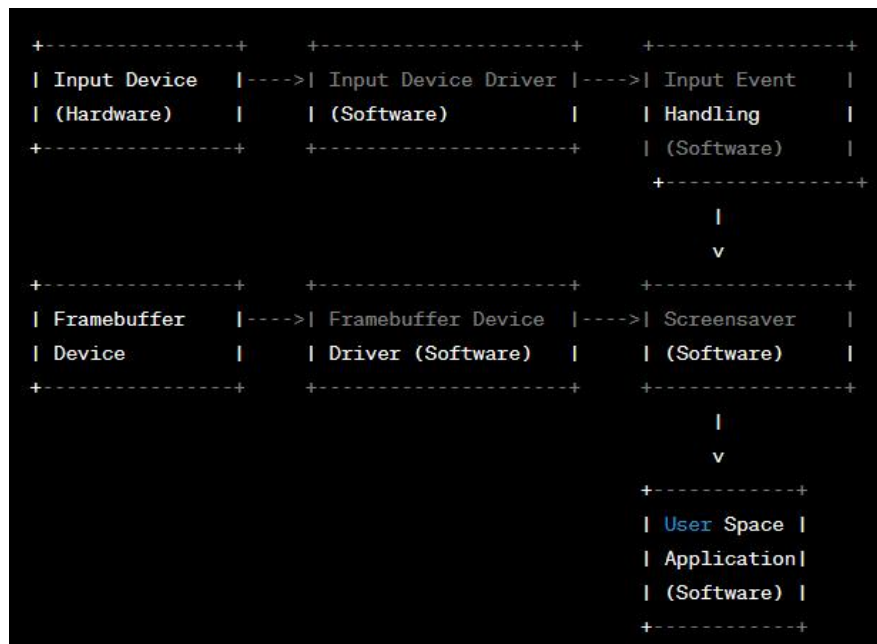 +----------------+ +----------------------+ +-----------------+
| Input Device |---->| Input Device Driver |---->| Input Event |
| (Hardware) | | (Software) | | Handling |
+----------------+ +----------------------+ | (Software) |
+----------------+
|
v
+----------------+ +----------------------+ +-----------------+
| Framebuffer |---->| Framebuffer Device |---->| Screensaver |
| Device | | Driver (Software) | | (Software) |
+----------------+ +----------------------+ +-----------------+
|
v
+------------+
| User Space |
| Application|
| (Software) |
+------------+